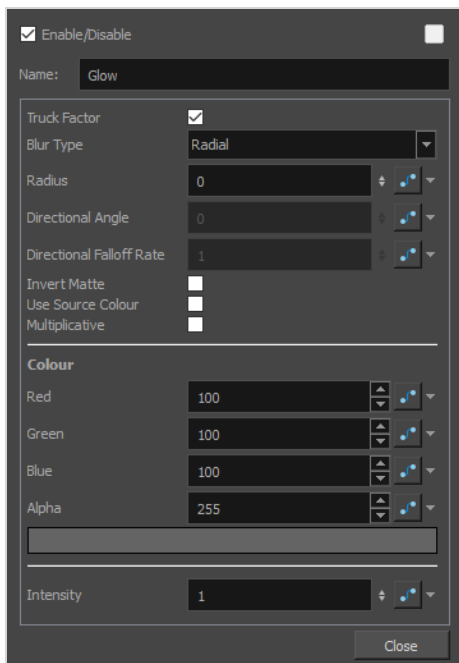 Enable/Disable
Name: Glow
Truck Factor
Blur Type Radial
Radius 0
Directional Angle 0
Directional Falloff Rate 1
Invert Matte
Use Source Colour
Multiplicative
Colour
Red 100
Green 100
Blue 100
Alpha 255
Intensity 1
Close